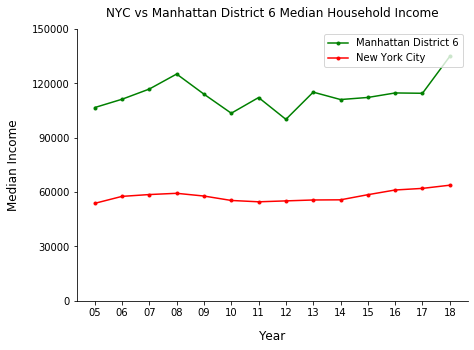 NYC vs Manhattan District 6 Median Household Income
150000
120000
90000
60000
30000
0
Median Income
Manhattan District 6
New York City
05 06 07 08 09 10 11 12 13 14 15 16 17 18
Year